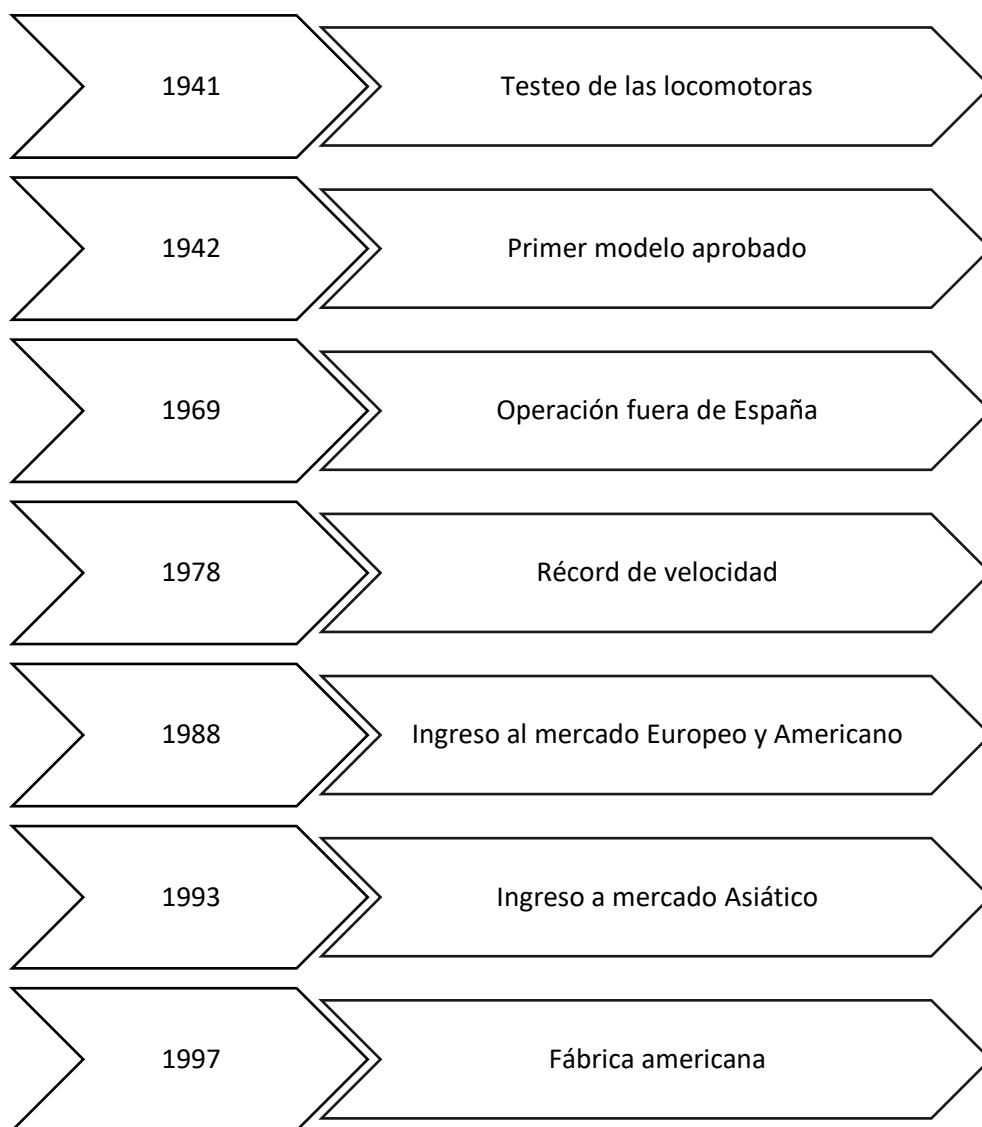 1941
Testeo de las locomotoras
1942
Primer modelo aprobado
1969
Operación fuera de España
1978
Récord de velocidad
1988
Ingreso al mercado Europeo y Americano
1993
Ingreso a mercado Asiático
1997
Fábrica americana